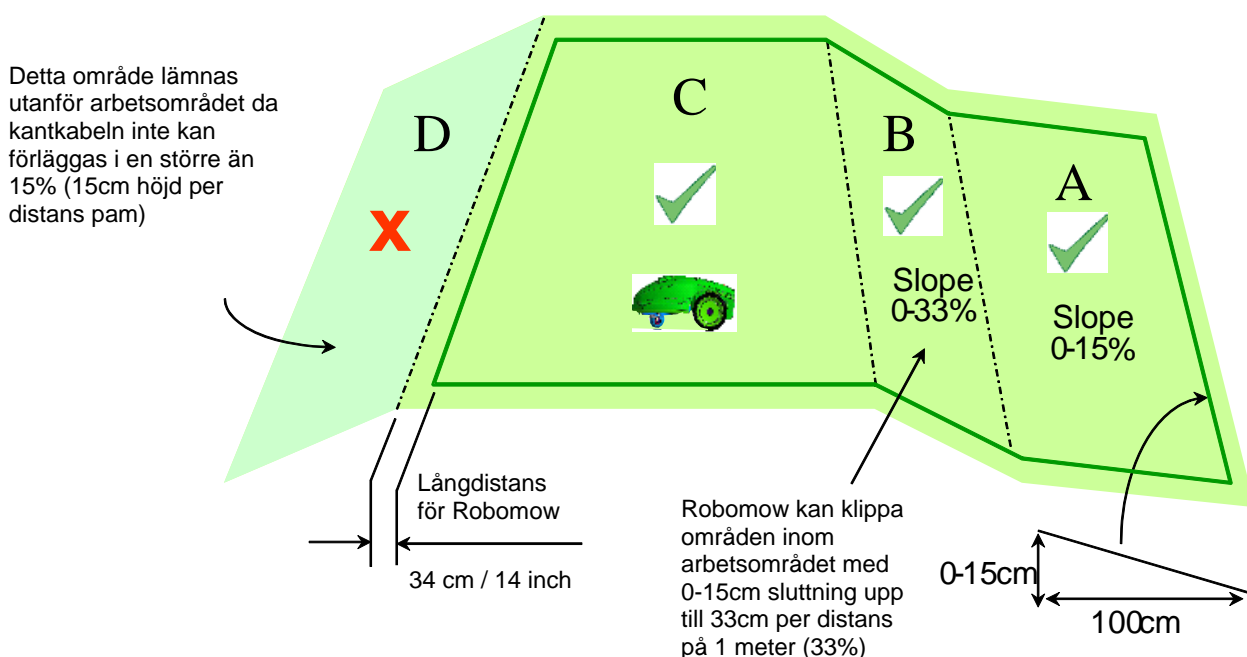 Detta område lämnas
utanför arbetsområdet da
kantkabeln inte kan
förläggas i en större än
15% (15cm höjd per
distans pam)
D
X
C
B
Slope
0-33%
A
Slope
0-15%
Långdistans
för Robomow
34 cm / 14 inch
Robomow kan klippa
områden inom
arbetsområdet med
0-15cm sluttning upp
till 33cm per distans
på 1 meter (33%)
0-15cm
100cm